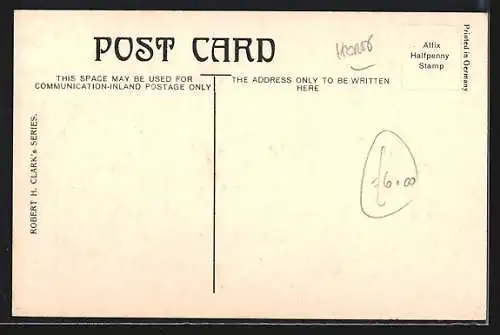 POST CARD
THIS SPACE MAY BE USED FOR
COMMUNICATION-INLAND POSTAGE ONLY
THE ADDRESS ONLY TO BE WRITTEN
HERE
Affix
Halfpenny
Stamp
Printed in Germany
ROBERT H. CLARK's SERIES.
£6.00